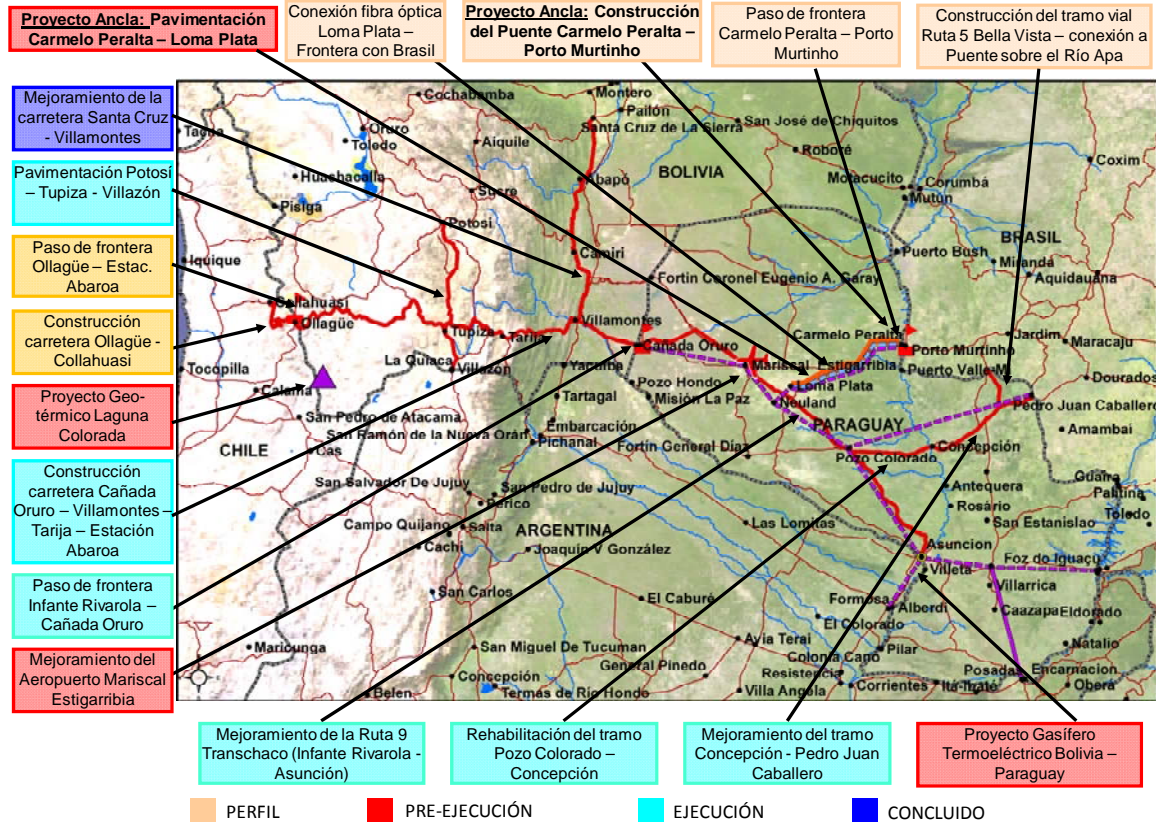 Proyecto Ancla: Pavimentación
Carmelo Peralta – Loma Plata
Conexión fibra óptica
Loma Plata –
Frontera con Brasil
Proyecto Ancla: Construcción
del Puente Carmelo Peralta –
Porto Murtinho
Paso de frontera
Carmelo Peralta – Porto
Murtinho
Construcción del tramo vial
Ruta 5 Bella Vista – conexión a
Puente sobre el Río Apa
Mejoramiento de la
carretera Santa Cruz
- Villamontes
Pavimentación Potosí
– Tupiza - Villazón
Paso de frontera
Ollagüe – Estac.
Abaroa
Construcción
carretera Ollagüe -
Collahuasi
Proyecto Geo-
térmico Laguna
Colorada
Construcción
carretera Cañada
Oruro – Villamontes –
Tarija – Estación
Abaroa
Paso de frontera
Infante Rivarola –
Cañada Oruro
Mejoramiento del
Aeropuerto Mariscal
Estigarribia
Cochabamba
Montero
Pailón
Santa Cruz De La Sierra
San José de Chiquitos
Tacna
Oruro
Toledo
Aiquile
Roboré
Coxim
Huachacalla
Sucre
Abapó
BOLIVIA
Motacucito
Corumbá
Mutún
Pisiga
Potosi
Iquique
Camiri
Puerto Bush
BRASIL
Miranda
Aquidauana
Fortín Coronel Eugenio A. Garay
Collahuasi
Ollagüe
Tupiza
Tarija
Villamontes
Cañada Oruro
Carmelo Peralta
Porto Murtinho
Jardim
Maracaju
La Quiaca
Villazón
Yacuiba
Mariscal Estigarribia
Puerto Valle-M
Tocopilla
Calama
Pozo Hondo
Misión La Paz
Loma Plata
Neuland
Dourados
Tartagal
Pedro Juan Caballero
San Pedro de Atacama
San Ramón de la Nueva Orán
Embarcación
Pichanal
Fortín General Díaz
PARAGUAY
Amambai
CHILE
Cas
Pozo Colorado
Concepción
San Salvador De Jujuy
San Pedro de Jujuy
Perico
Antequera
Rosário
Guaíra
Palitina
Toledo
Campo Quijano
Salta
ARGENTINA
Las Lomitas
San Estanislao
Cachi
Joaquín V González
Asuncion
Villeta
Foz do Iguaçú
San Carlos
El Caburé
Formosa
Alberdi
Villarrica
El Colorado
Caazapa
Eldorado
Maricunga
San Miguel De Tucuman
Avia Terai
Colonia Cano
Pilar
Natalio
General Pinedo
Resistencia
Posadas
Encarnacion
Belen
Concepción
Termas de Río Hondo
Villa Angola
Corrientes
Itá-Ibaté
Oberá
Mejoramiento de la Ruta 9
Transchaco (Infante Rivarola -
Asunción)
Rehabilitación del tramo
Pozo Colorado –
Concepción
Mejoramiento del tramo
Concepción - Pedro Juan
Caballero
Proyecto Gasífero
Termoeléctrico Bolivia –
Paraguay
PERFIL
PRE-EJECUCIÓN
EJECUCIÓN
CONCLUIDO